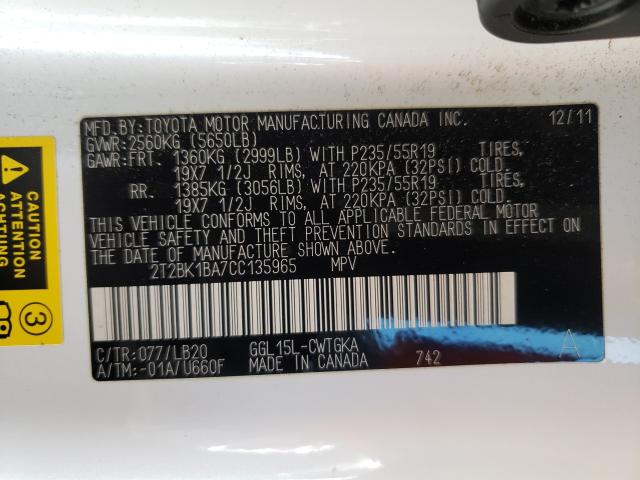 MFD.BY:TOYOTA MOTOR MANUFACTURING CANADA INC. 12/11
GVWR:2560KG (5650LB)
GAWR:FRT. 1360KG (2999LB) WITH P235/55R19 TIRES,
19X7 1/2J RIMS, AT 220KPA (32PSI) COLD.
RR. 1385KG (3056LB) WITH P235/55R19 TIRES,
19X7 1/2J RIMS, AT 220KPA (32PSI) COLD.
THIS VEHICLE CONFORMS TO ALL APPLICABLE FEDERAL MOTOR
VEHICLE SAFETY AND THEFT PREVENTION STANDARDS IN EFFECT ON
THE DATE OF MANUFACTURE SHOWN ABOVE.
2T2BK1BA7CC135965 MPV
C/TR:077/LB20 GGL15L-CWTGKA A
A/TM:-01A/U660F MADE IN CANADA 742
CAUTION
ACHTUNG
3